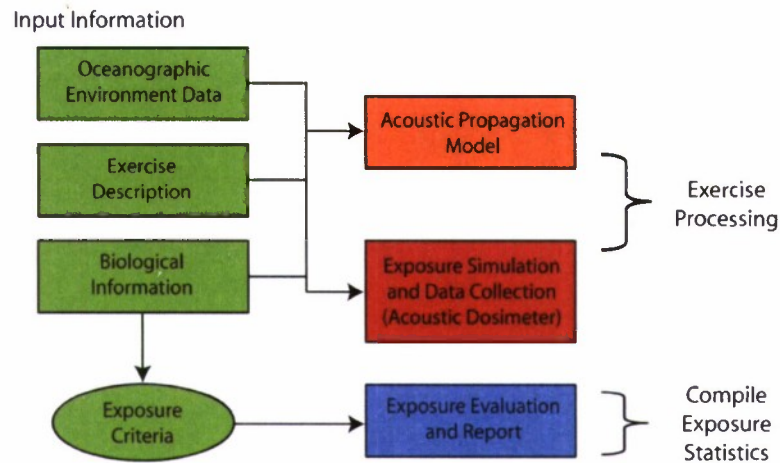 Input Information
Oceanographic
Environment Data
Exercise
Description
Biological
Information
Exposure
Criteria
Acoustic Propagation
Model
Exposure Simulation
and Data Collection
(Acoustic Dosimeter)
Exposure Evaluation
and Report
Exercise
Processing
Compile
Exposure
Statistics